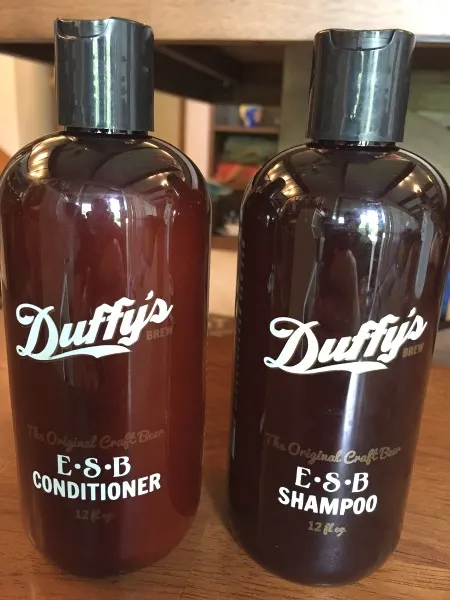 Duffy's
BREW
The Original Craft Beer
E·S·B
CONDITIONER
12 fl oz
Duffy's
BREW
The Original Craft Beer
E·S·B
SHAMPOO
12 fl oz